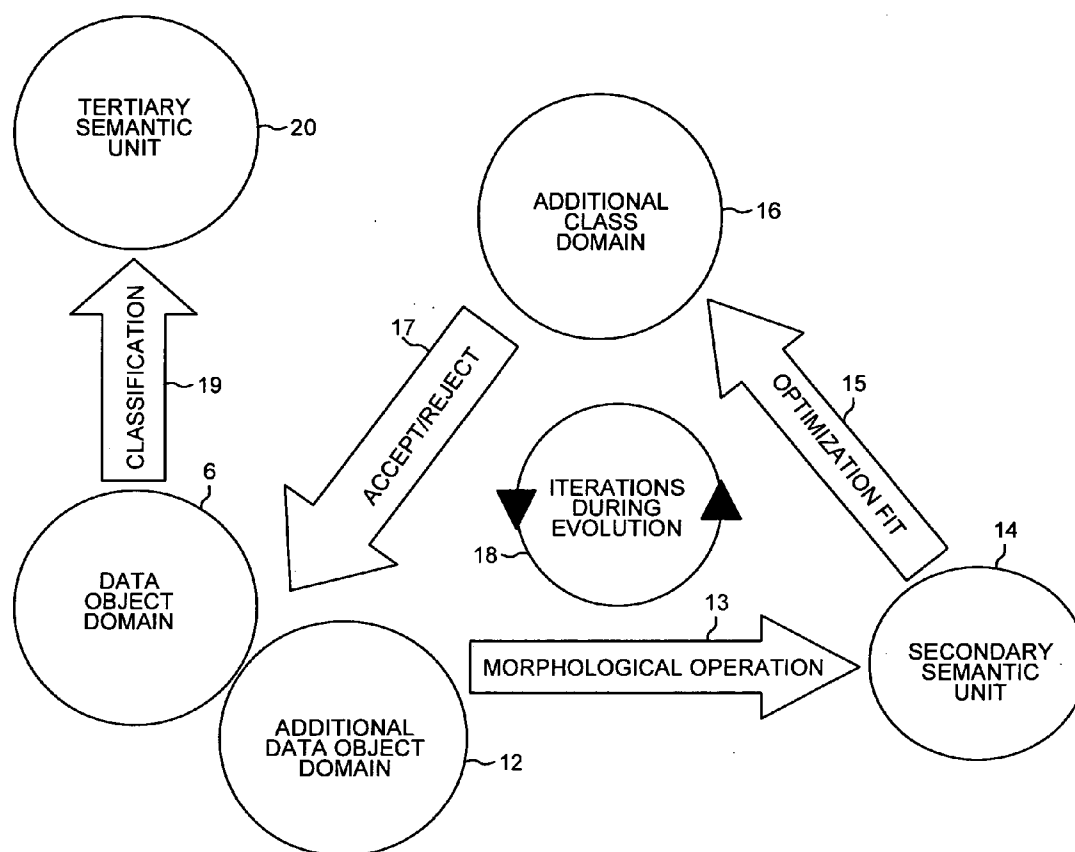 TERTIARY
SEMANTIC
UNIT
20
ADDITIONAL
CLASS
DOMAIN
16
CLASSIFICATION
19
17
ACCEPT/REJECT
OPTIMIZATION FIT
15
6
DATA
OBJECT
DOMAIN
ITERATIONS
DURING
EVOLUTION
18
14
SECONDARY
SEMANTIC
UNIT
13
MORPHOLOGICAL OPERATION
ADDITIONAL
DATA OBJECT
DOMAIN
12